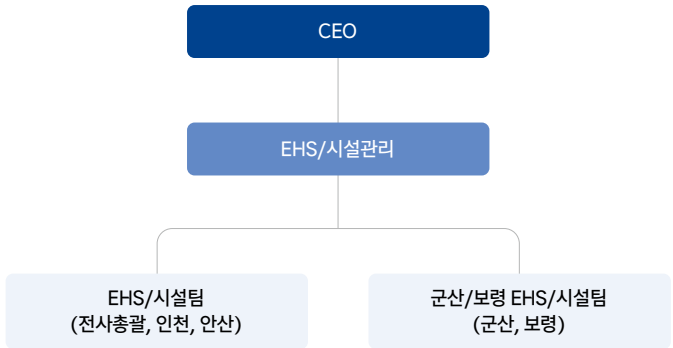 CEO
EHS/시설관리
EHS/시설팀
(전사총괄, 인천, 안산)
군산/보령 EHS/시설팀
(군산, 보령)